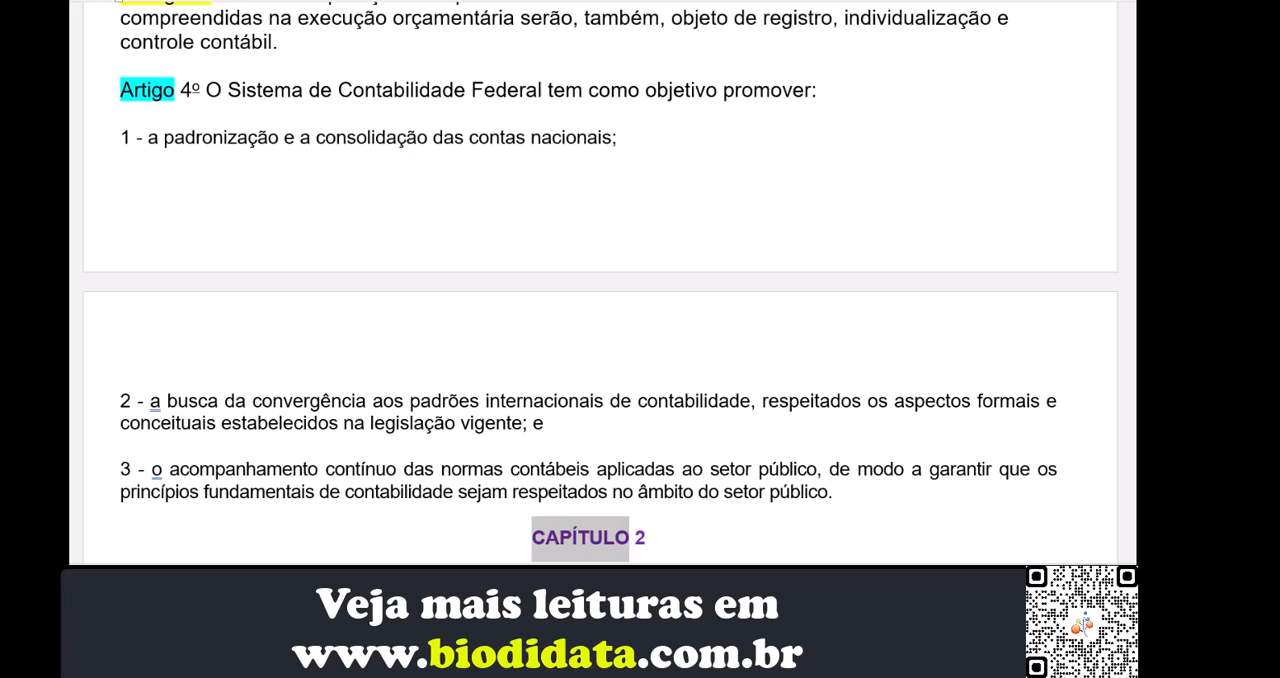 compreendidas na execução orçamentária serão, também, objeto de registro, individualização e
controle contábil.
Artigo 4º O Sistema de Contabilidade Federal tem como objetivo promover:
1 - a padronização e a consolidação das contas nacionais;
2 - a busca da convergência aos padrões internacionais de contabilidade, respeitados os aspectos formais e
conceituais estabelecidos na legislação vigente; e
3 - o acompanhamento contínuo das normas contábeis aplicadas ao setor público, de modo a garantir que os
princípios fundamentais de contabilidade sejam respeitados no âmbito do setor público.
CAPÍTULO 2
Veja mais leituras em
www.biodidata.com.br